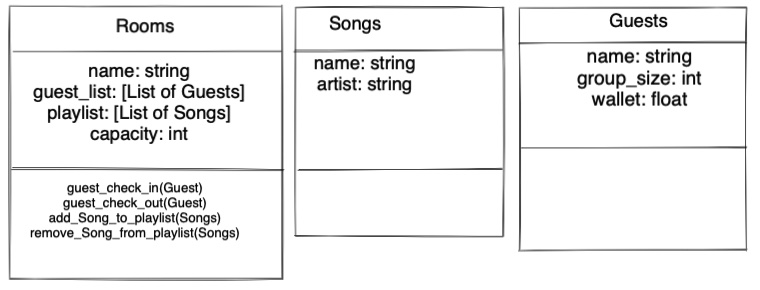 Rooms
name: string
guest_list: [List of Guests]
playlist: [List of Songs]
capacity: int
guest_check_in(Guest)
guest_check_out(Guest)
add_Song_to_playlist(Songs)
remove_Song_from_playlist(Songs)
Songs
name: string
artist: string
Guests
name: string
group_size: int
wallet: float